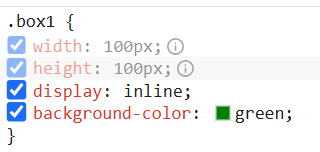 .box1 {
width: 100px;
height: 100px;
display: inline;
background-color: green;
}